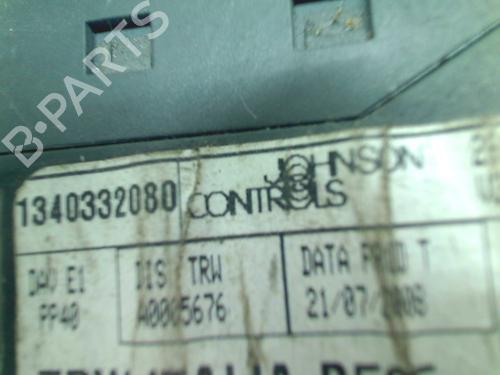 B-PARTS
1340332080
JOHNSON
CONTROLS
DAV E1
PP40
DIS TRW
A0005676
DATA PROD T
21/07/2008